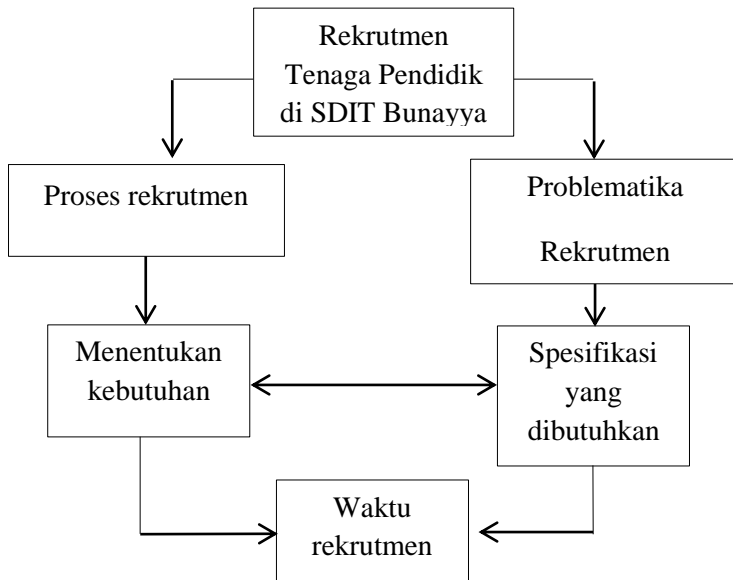 Rekrutmen
Tenaga Pendidik
di SDIT Bunayya
Proses rekrutmen
Problematika
Rekrutmen
Menentukan
kebutuhan
Spesifikasi
yang
dibutuhkan
Waktu
rekrutmen